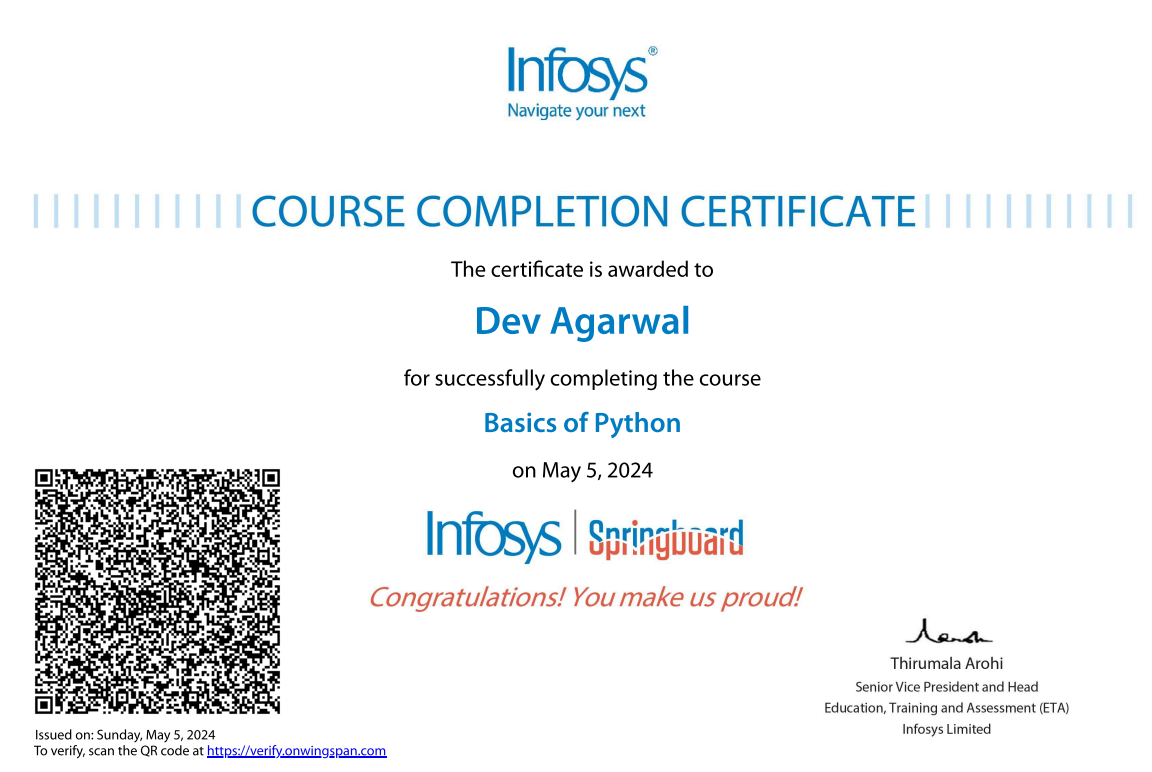 Infosys®
Navigate your next
COURSE COMPLETION CERTIFICATE
The certificate is awarded to
Dev Agarwal
for successfully completing the course
Basics of Python
on May 5, 2024
Infosys | Springboard
Congratulations! You make us proud!
Thirumala Arohi
Senior Vice President and Head
Education, Training and Assessment (ETA)
Infosys Limited
Issued on: Sunday, May 5, 2024
To verify, scan the QR code at https://verify.onwingspan.com